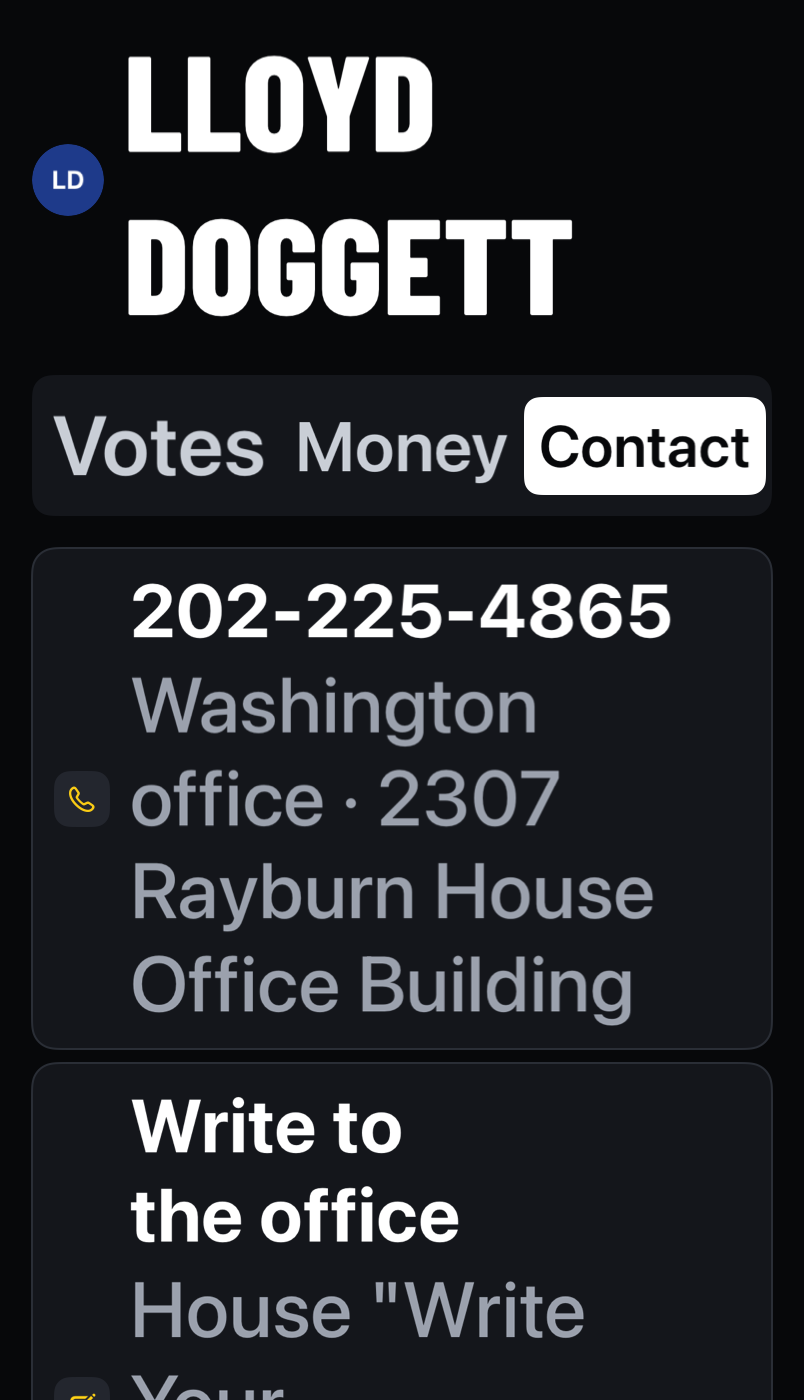 LLOYD
DOGGETT
LD
Votes Money Contact
202-225-4865
Washington
office · 2307
Rayburn House
Office Building
Write to
the office
House "Write
Your